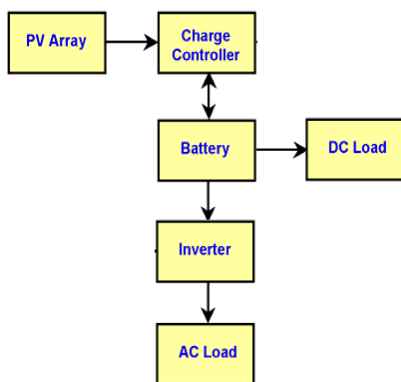 PV Array
Charge
Controller
Battery
DC Load
Inverter
AC Load